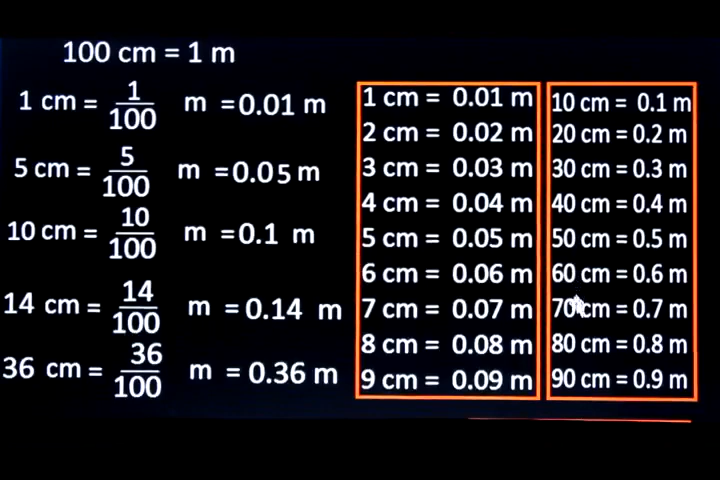 100 cm = 1 m
1 cm = 1/100 m = 0.01 m
5 cm = 5/100 m = 0.05 m
10 cm = 10/100 m = 0.1 m
14 cm = 14/100 m = 0.14 m
36 cm = 36/100 m = 0.36 m
1 cm = 0.01 m
2 cm = 0.02 m
3 cm = 0.03 m
4 cm = 0.04 m
5 cm = 0.05 m
6 cm = 0.06 m
7 cm = 0.07 m
8 cm = 0.08 m
9 cm = 0.09 m
10 cm = 0.1 m
20 cm = 0.2 m
30 cm = 0.3 m
40 cm = 0.4 m
50 cm = 0.5 m
60 cm = 0.6 m
70 cm = 0.7 m
80 cm = 0.8 m
90 cm = 0.9 m